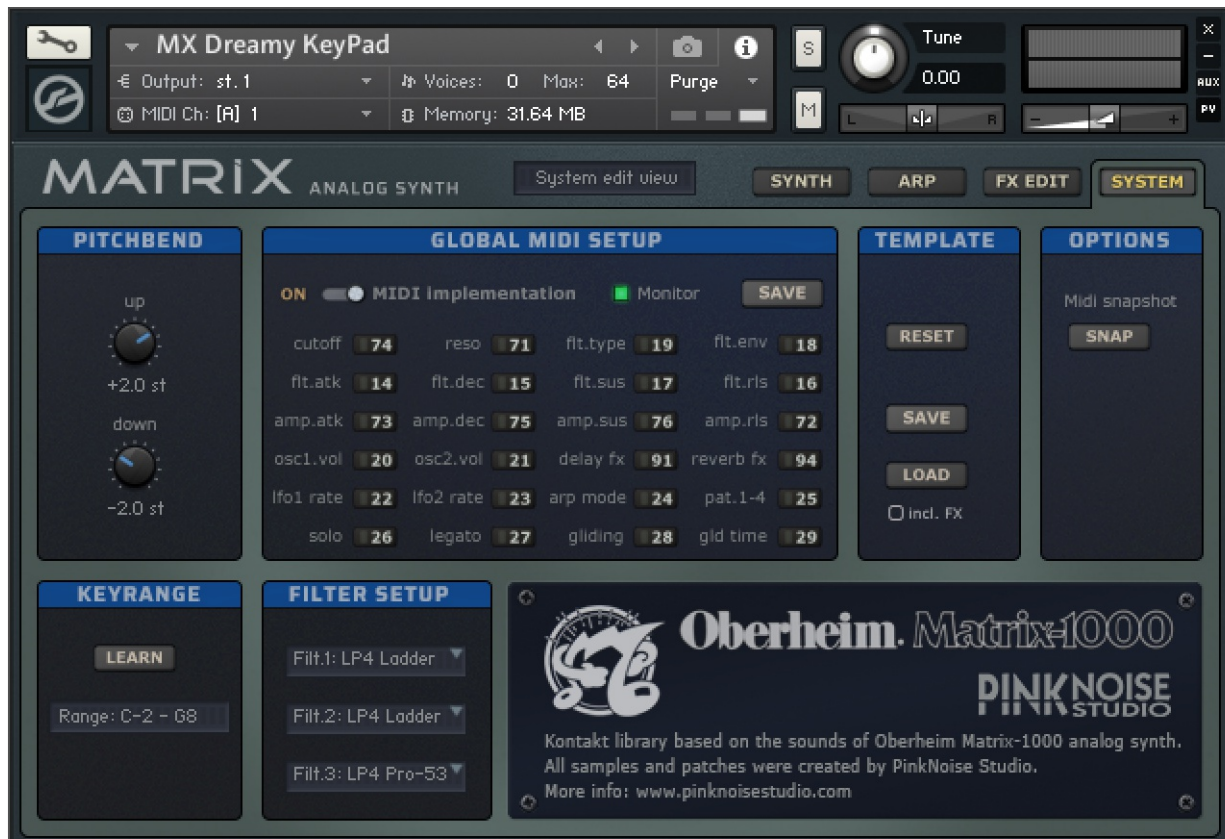 MX Dreamy KeyPad
Output: st. 1
Voices: 0 Max: 64
Purge
MIDI Ch: [A] 1
Memory: 31.64 MB
S
M
Tune
0.00
L R
- +
×
-
AUX
PV
MATRiX ANALOG SYNTH
System edit view
SYNTH ARP FX EDIT SYSTEM
PITCHBEND
up
+2.0 st
down
-2.0 st
GLOBAL MIDI SETUP
ON MIDI implementation Monitor SAVE
cutoff 74 reso 71 flt.type 19 flt.env 18
flt.atk 14 flt.dec 15 flt.sus 17 flt.rls 16
amp.atk 73 amp.dec 75 amp.sus 76 amp.rls 72
osc1.vol 20 osc2.vol 21 delay fx 91 reverb fx 94
lfo1 rate 22 lfo2 rate 23 arp mode 24 pat.1-4 25
solo 26 legato 27 gliding 28 gld time 29
TEMPLATE
RESET
SAVE
LOAD
incl. FX
OPTIONS
Midi snapshot
SNAP
KEYRANGE
LEARN
Range: C-2 - G8
FILTER SETUP
Filt.1: LP4 Ladder
Filt.2: LP4 Ladder
Filt.3: LP4 Pro-53
Oberheim. Matrix-1000
PINKNOISE
STUDIO
Kontakt library based on the sounds of Oberheim Matrix-1000 analog synth.
All samples and patches were created by PinkNoise Studio.
More info: www.pinknoisestudio.com